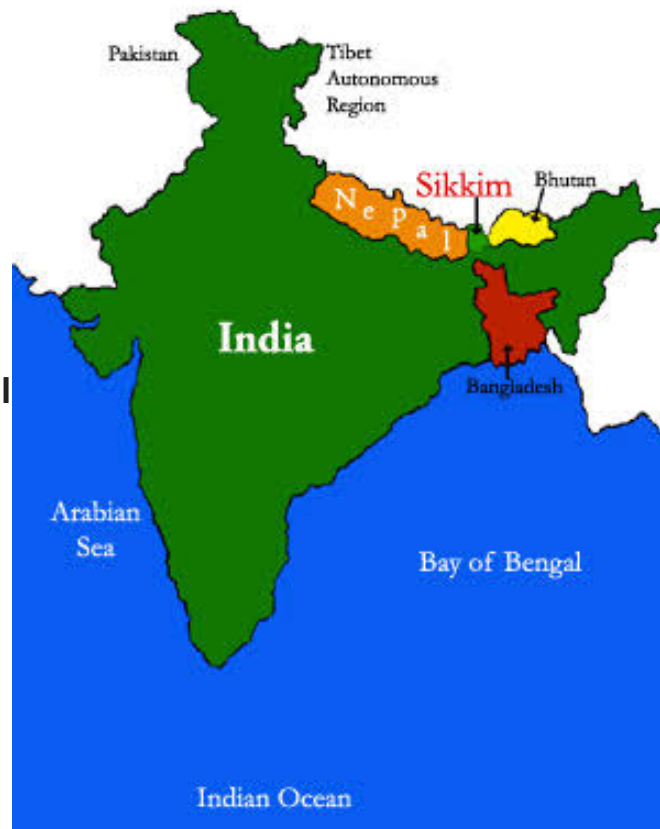 Pakistan
Tibet
Autonomous
Region
Sikkim
Bhutan
Nepal
India
Bangladesh
Arabian
Sea
Bay of Bengal
Indian Ocean